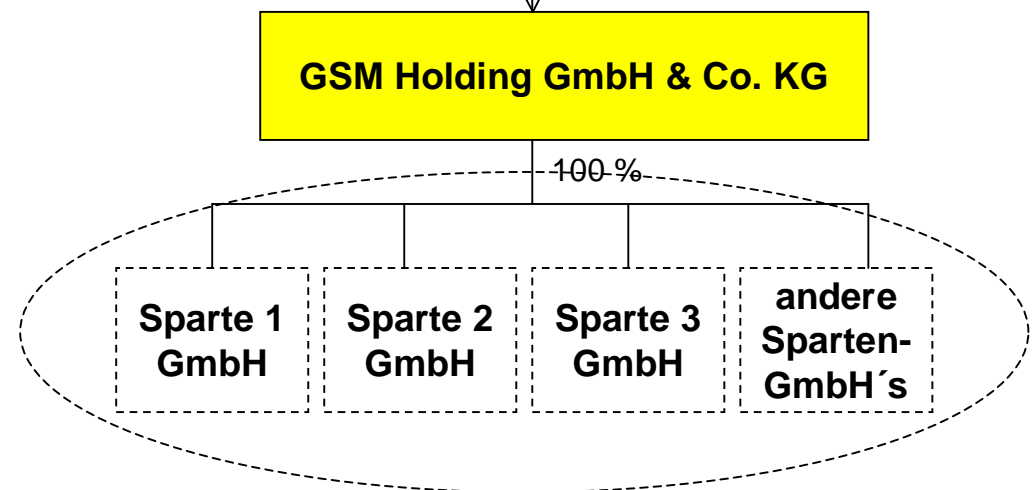 GSM Holding GmbH & Co. KG
100 %
Sparte 1
GmbH
Sparte 2
GmbH
Sparte 3
GmbH
andere
Sparten-
GmbH´s